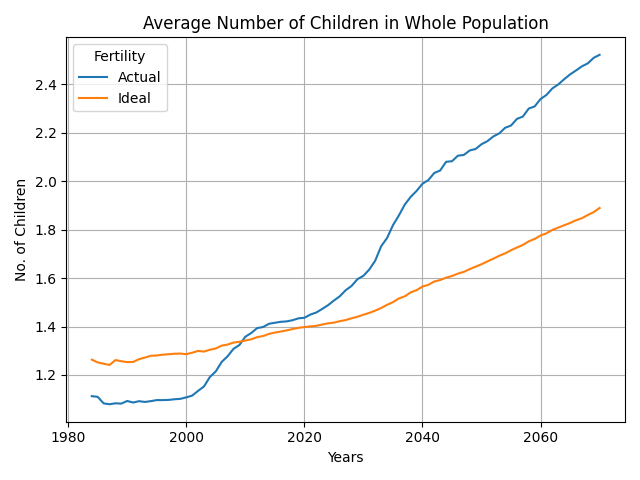 Average Number of Children in Whole Population
Fertility
Actual
Ideal
No. of Children
2.4
2.2
2.0
1.8
1.6
1.4
1.2
1980
2000
2020
2040
2060
Years